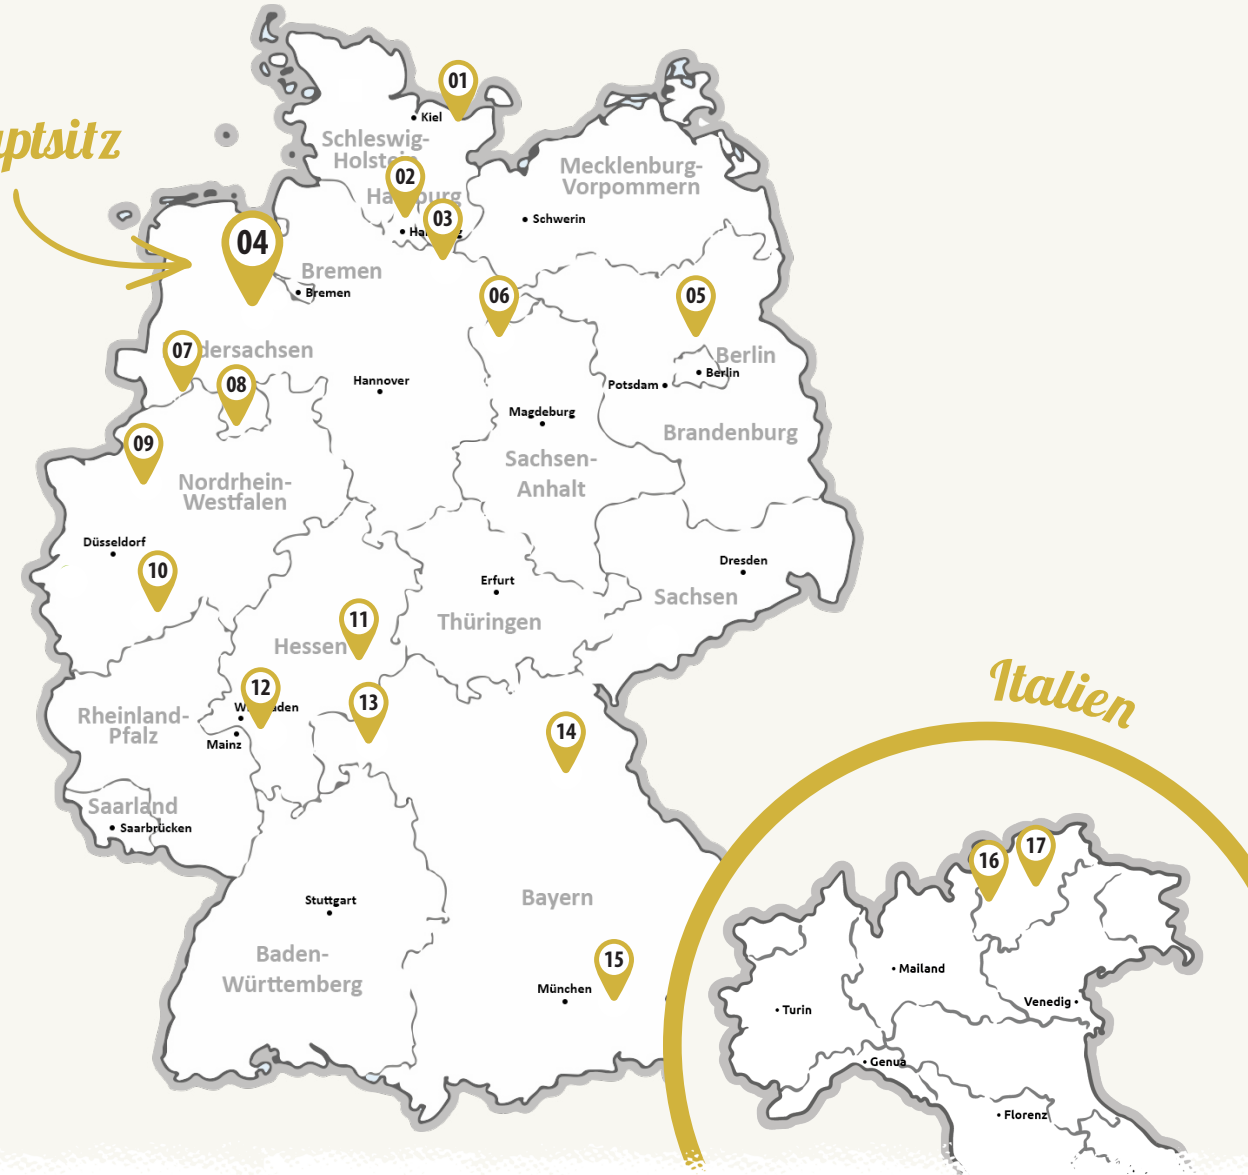 01
Kiel
Schleswig-
Holstein
Mecklenburg-
Vorpommern
02
Hamburg
03
Schwerin
04
Bremen
Bremen
06
05
07
08
Berlin
Berlin
Hannover
Potsdam
Magdeburg
09
Brandenburg
Sachsen-
Anhalt
Nordrhein-
Westfalen
Düsseldorf
10
Dresden
Erfurt
Sachsen
11
Thüringen
Hessen
12
13
Rheinland-
Pfalz
Mainz
14
Saarland
Saarbrücken
Stuttgart
Bayern
Baden-
Württemberg
15
München
Italien
16
17
Mailand
Venedig
Turin
Genua
Florenz